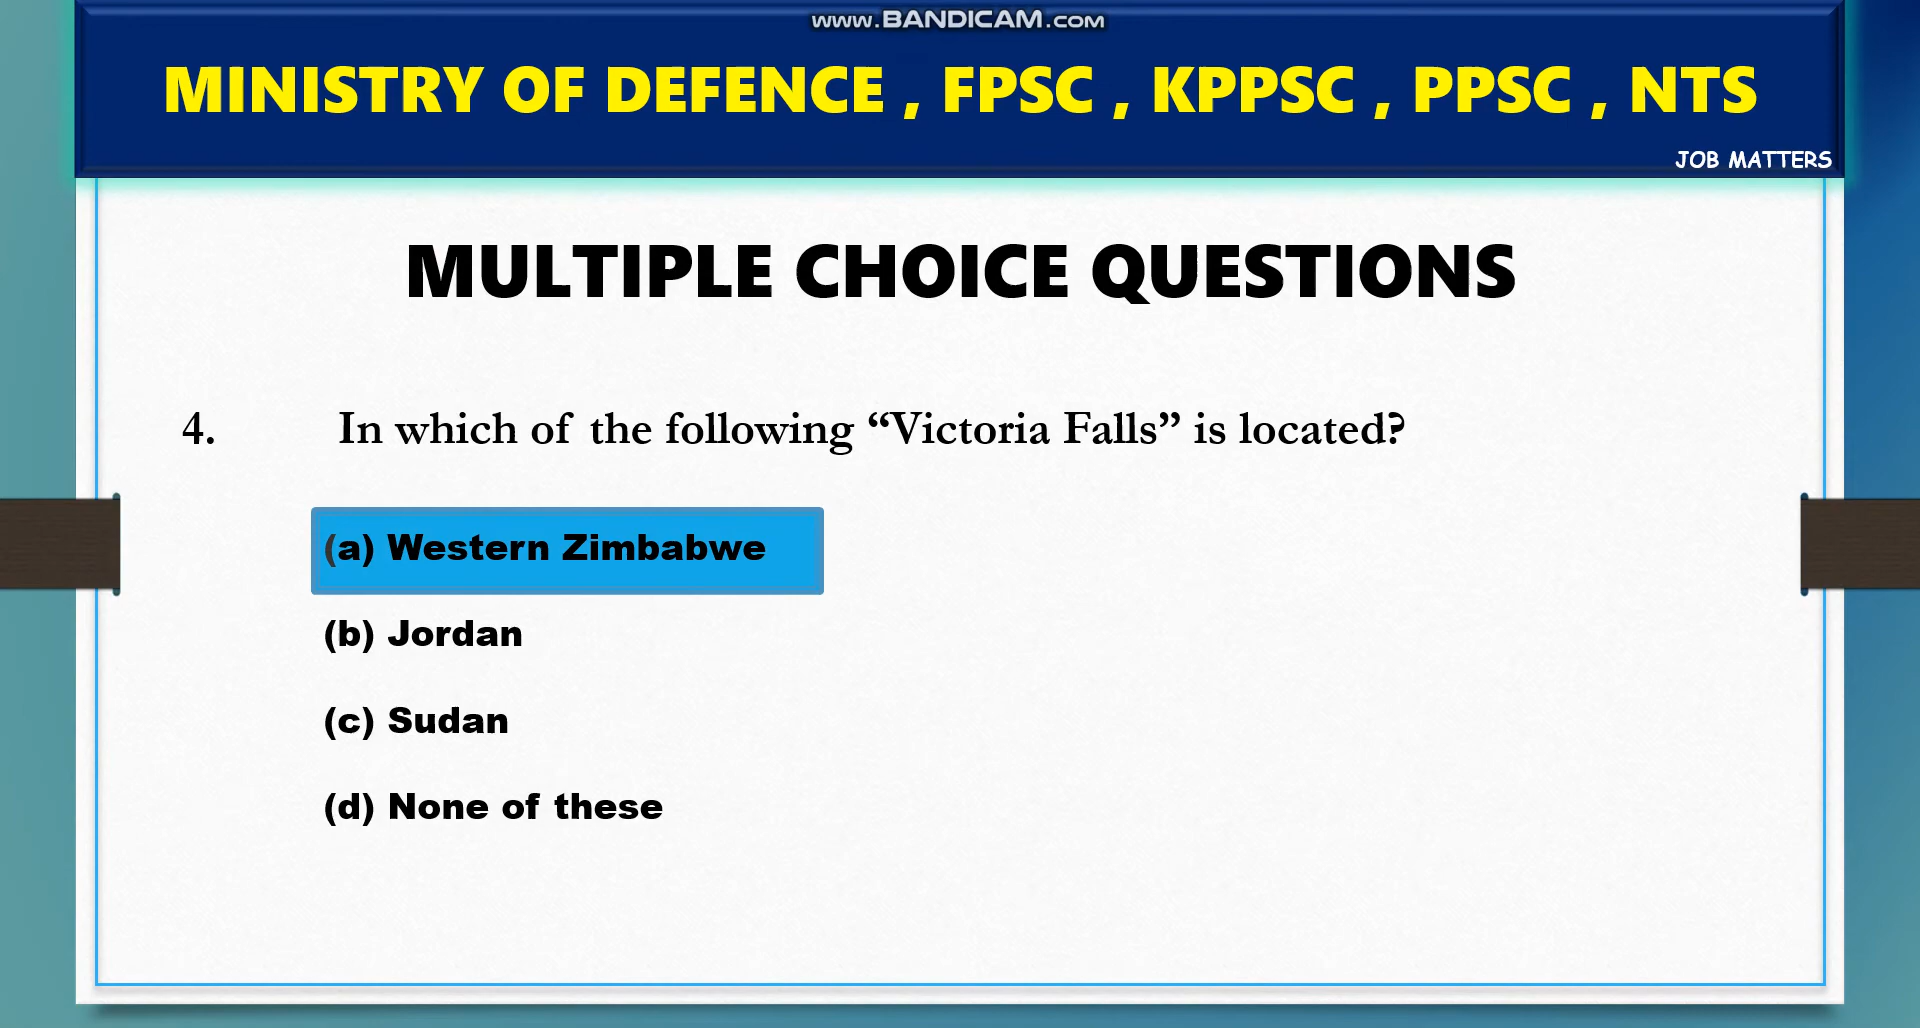 www.BANDICAM.com
MINISTRY OF DEFENCE , FPSC , KPPSC , PPSC , NTS
JOB MATTERS
MULTIPLE CHOICE QUESTIONS
4. In which of the following “Victoria Falls” is located?
(a) Western Zimbabwe
(b) Jordan
(c) Sudan
(d) None of these